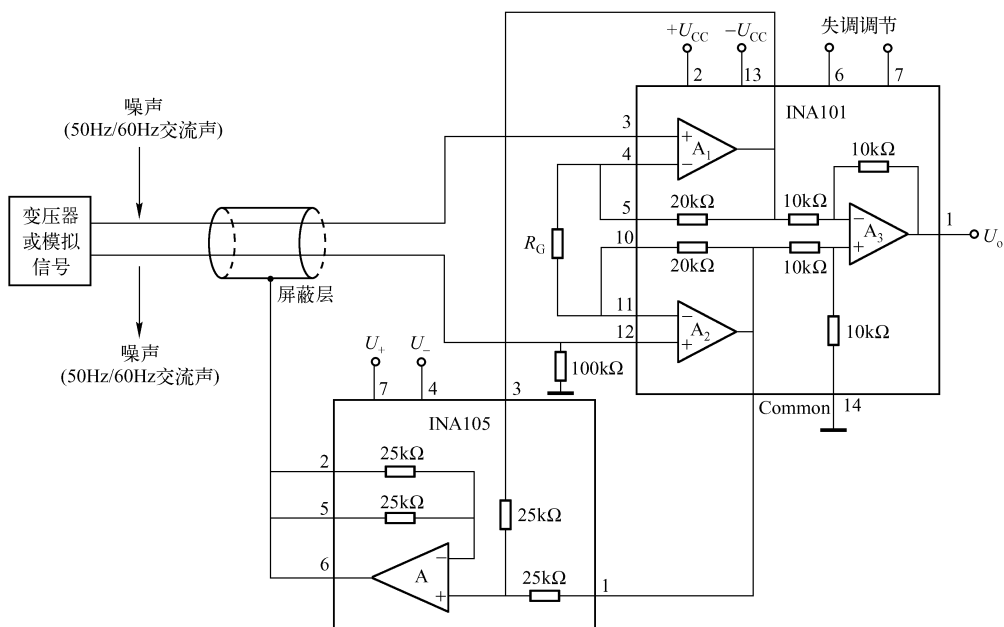 +U_CC
−U_CC
失调调节
2
13
6
7
INA101
噪声
(50Hz/60Hz交流声)
3
4
A₁
+
−
10kΩ
变压器
或模拟
信号
5
20kΩ
10kΩ
10
20kΩ
10kΩ
−
+
A₃
1
U_o
R_G
屏蔽层
11
12
−
+
A₂
10kΩ
噪声
(50Hz/60Hz交流声)
U₊
U₋
7
4
3
100kΩ
Common
14
INA105
2
25kΩ
5
25kΩ
25kΩ
6
A
−
+
25kΩ
1